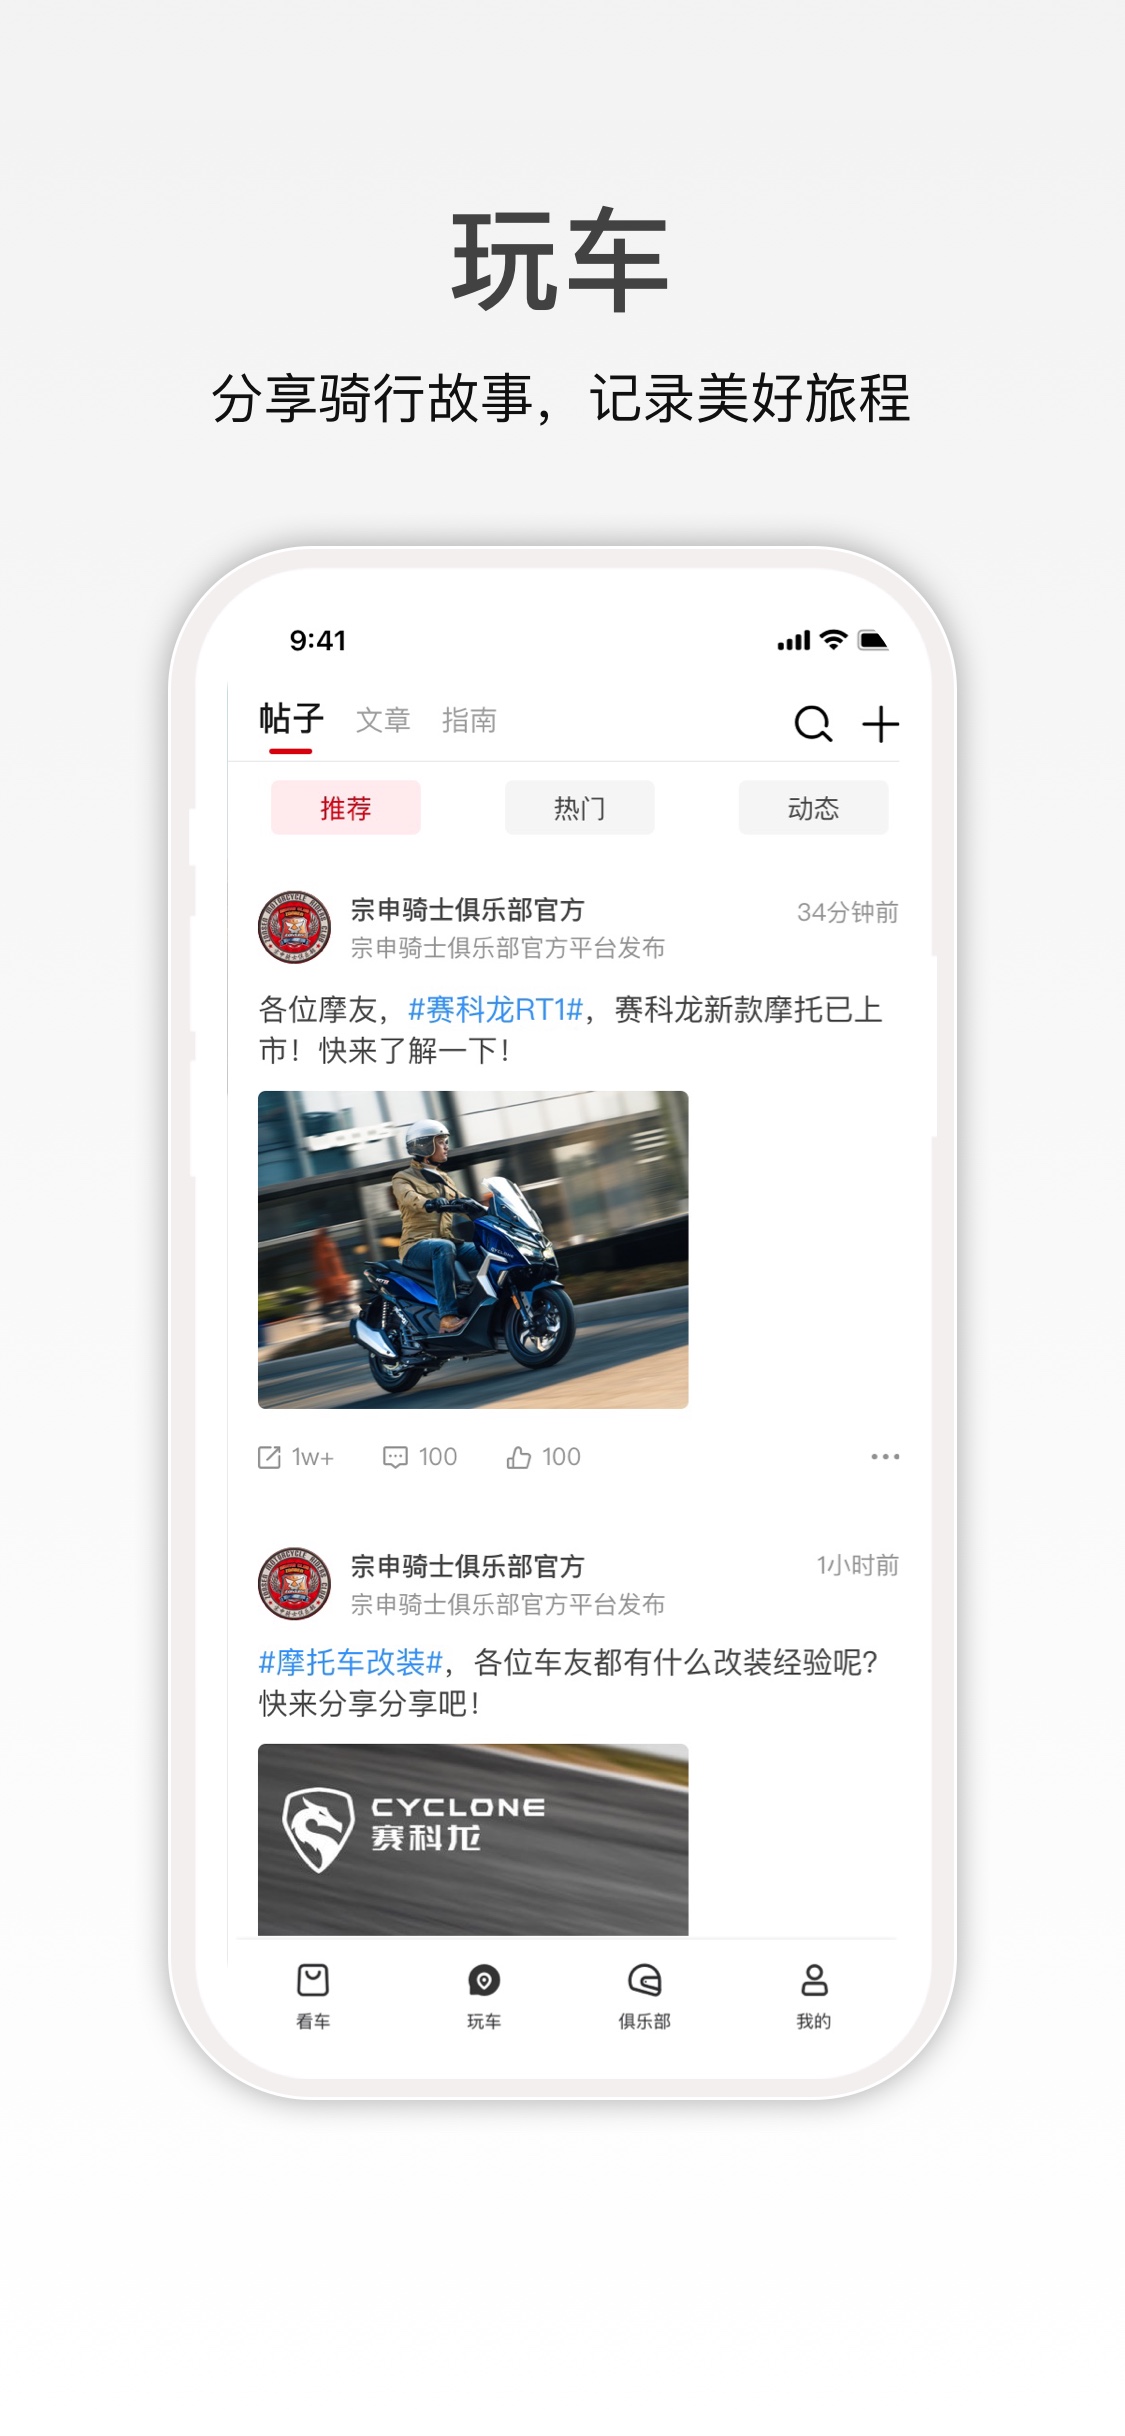 玩车
分享骑行故事，记录美好旅程
9:41
帖子 文章 指南
推荐 热门 动态
宗申骑士俱乐部官方
34分钟前
宗申骑士俱乐部官方平台发布
各位摩友，#赛科龙RT1#，赛科龙新款摩托已上
市！快来了解一下！
CYCLONE
1w+ 100 100
宗申骑士俱乐部官方
1小时前
宗申骑士俱乐部官方平台发布
#摩托车改装#，各位车友都有什么改装经验呢？
快来分享分享吧！
CYCLONE
赛科龙
看车 玩车 俱乐部 我的